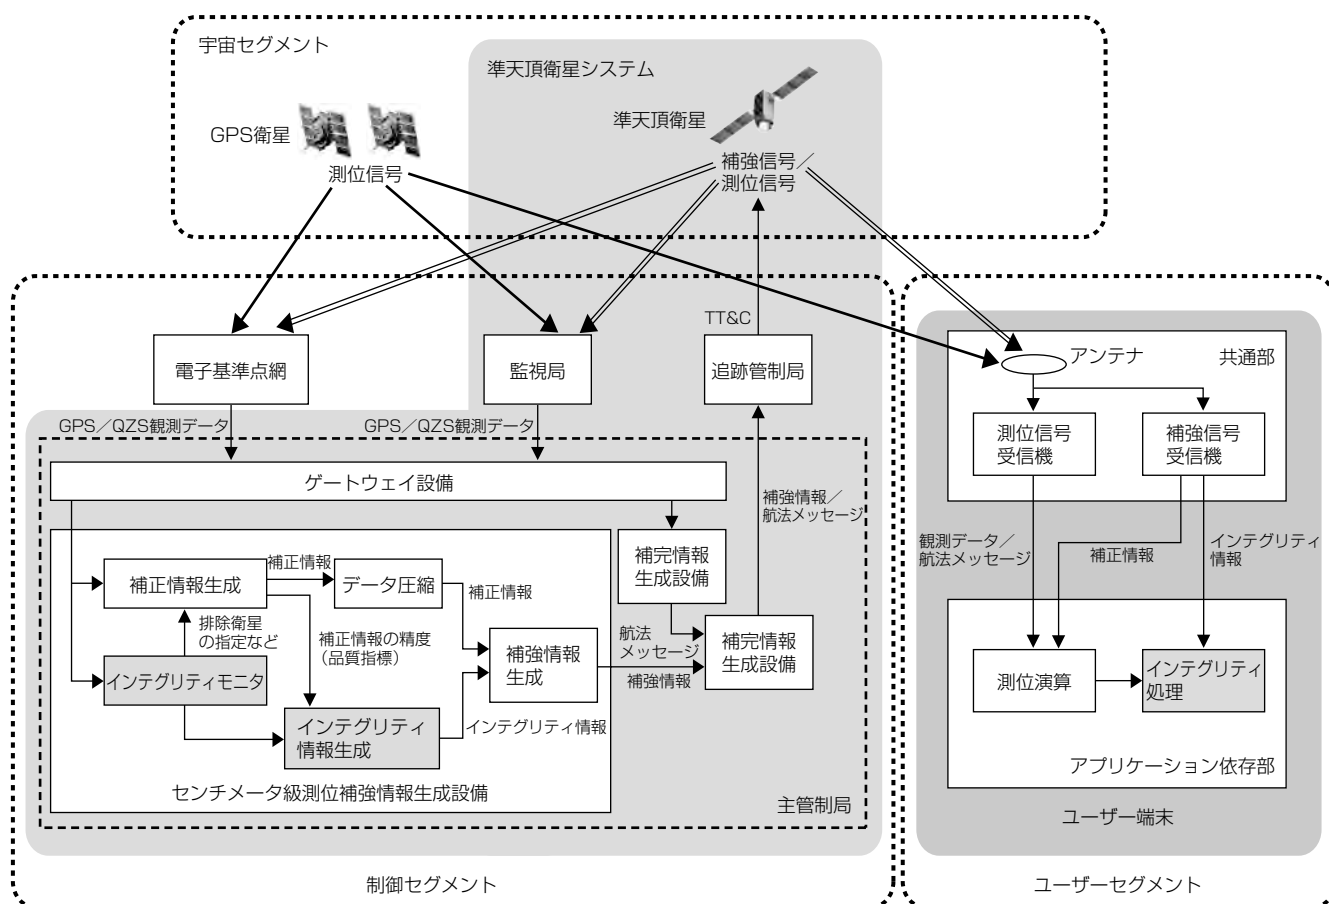 宇宙セグメント
準天頂衛星システム
GPS衛星
準天頂衛星
測位信号
補強信号／
測位信号
TT&C
電子基準点網
監視局
追跡管制局
アンテナ
共通部
GPS／QZS観測データ
GPS／QZS観測データ
測位信号
受信機
補強信号
受信機
ゲートウェイ設備
補強情報／
航法メッセージ
観測データ／
航法メッセージ
補正情報
インテグリティ
情報
補正情報生成
補正情報
データ圧縮
補正情報
補完情報
生成設備
排除衛星
の指定など
補正情報の精度
（品質指標）
補強情報
生成
航法
メッセージ
補強情報
補完情報
生成設備
インテグリティモニタ
インテグリティ
情報生成
インテグリティ情報
測位演算
インテグリティ
処理
センチメータ級測位補強情報生成設備
主管制局
アプリケーション依存部
ユーザー端末
制御セグメント
ユーザーセグメント